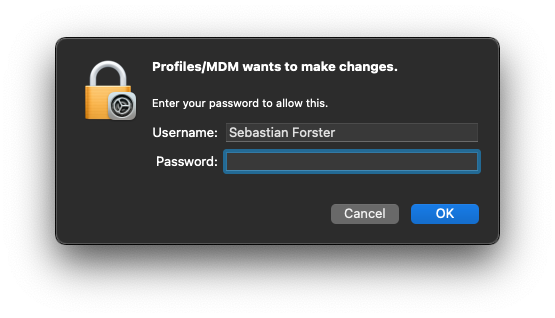 Profiles/MDM wants to make changes.
Enter your password to allow this.
Username: Sebastian Forster
Password:
Cancel OK